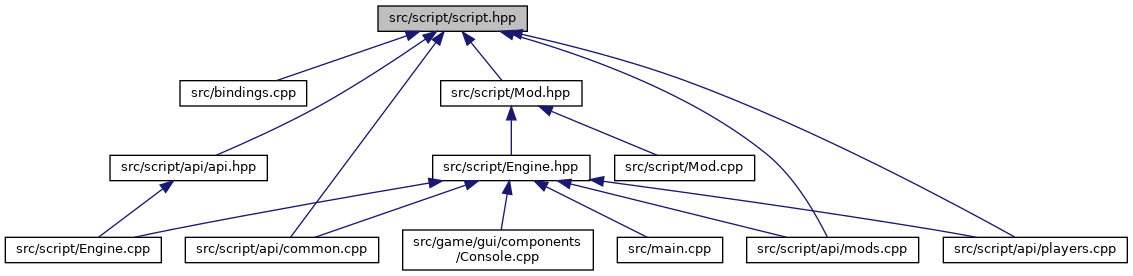 src/script/script.hpp
src/bindings.cpp
src/script/Mod.hpp
src/script/api/api.hpp
src/script/Engine.hpp
src/script/Mod.cpp
src/script/Engine.cpp
src/script/api/common.cpp
src/game/gui/components
/Console.cpp
src/main.cpp
src/script/api/mods.cpp
src/script/api/players.cpp